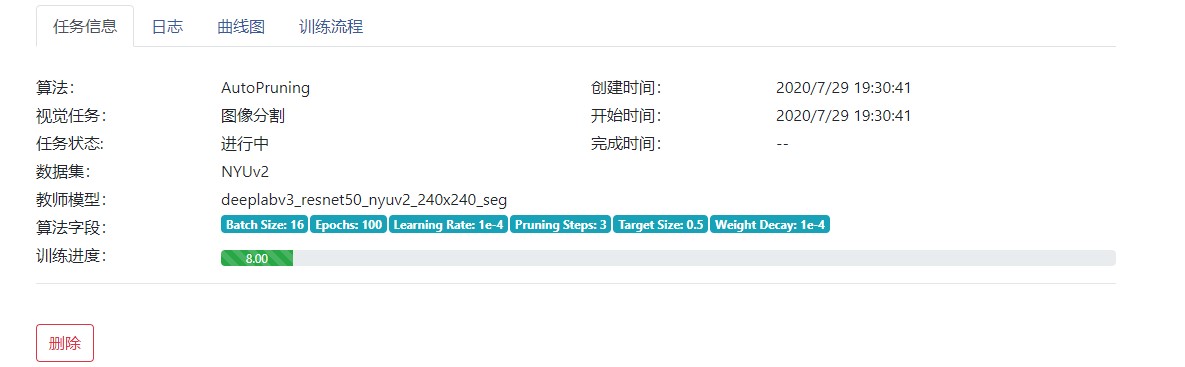 任务信息 日志 曲线图 训练流程
算法: AutoPruning 创建时间: 2020/7/29 19:30:41
视觉任务: 图像分割 开始时间: 2020/7/29 19:30:41
任务状态: 进行中 完成时间: --
数据集: NYUv2
教师模型: deeplabv3_resnet50_nyuv2_240x240_seg
算法字段: Batch Size: 16 Epochs: 100 Learning Rate: 1e-4 Pruning Steps: 3 Target Size: 0.5 Weight Decay: 1e-4
训练进度: 8.00
删除